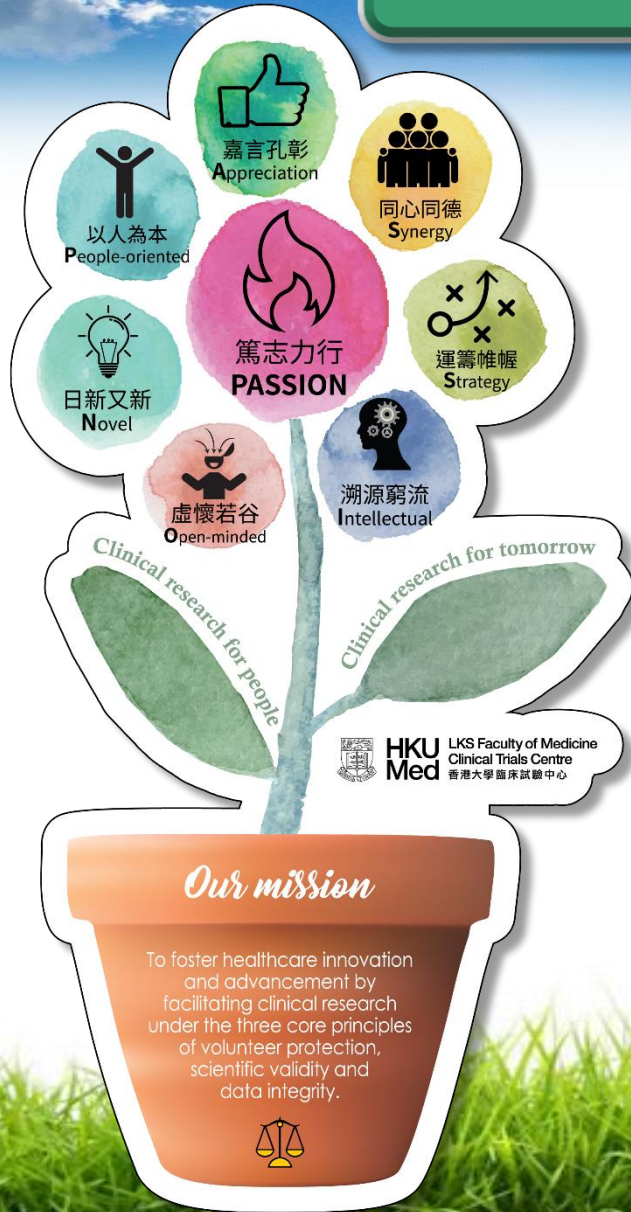 嘉言孔彰
Appreciation
同心同德
Synergy
以人為本
People-oriented
篤志力行
PASSION
運籌帷幄
Strategy
日新又新
Novel
溯源窮流
Intellectual
虛懷若谷
Open-minded
Clinical research for people
Clinical research for tomorrow
HKU
Med
LKS Faculty of Medicine
Clinical Trials Centre
香港大學臨床試驗中心
Our mission
To foster healthcare innovation
and advancement by
facilitating clinical research
under the three core principles
of volunteer protection,
scientific validity and
data integrity.